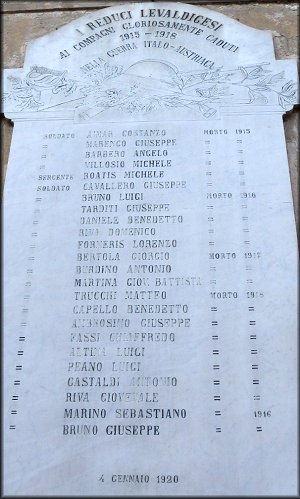 I REDUCI LEVALDIGESI
AI COMPAGNI GLORIOSAMENTE CADUTI
1915 - 1918
NELLA GUERRA ITALO-AUSTRIACA
SOLDATO AIMAR COSTANZO MORTO 1915
" MARENCO GIUSEPPE " "
" BARBERO ANGELO " "
" VILLOSIO MICHELE " "
SERGENTE BOATIS MICHELE " "
SOLDATO CAVALLERO GIUSEPPE " "
" BRUNO LUIGI MORTO 1916
" TARDITI GIUSEPPE " "
" DANIELE BENEDETTO " "
" RIVA DOMENICO " "
" FORNERIS LORENZO " "
" BERTOLA GIORGIO MORTO 1917
" BURDINO ANTONIO " "
" MARTINA GIOV. BATTISTA " "
" TRUCCHI MATTEO MORTO 1918
" CAPELLO BENEDETTO " "
" AMBROSINO GIUSEPPE " "
" FASSI CHIAFFREDO " "
" ALTINA LUIGI " "
" PEANO LUIGI " "
" GASTALDI ANTONIO " "
" RIVA GIOVENALE " "
" MARINO SEBASTIANO " 1916
" BRUNO GIUSEPPE " "
4 GENNAIO 1920